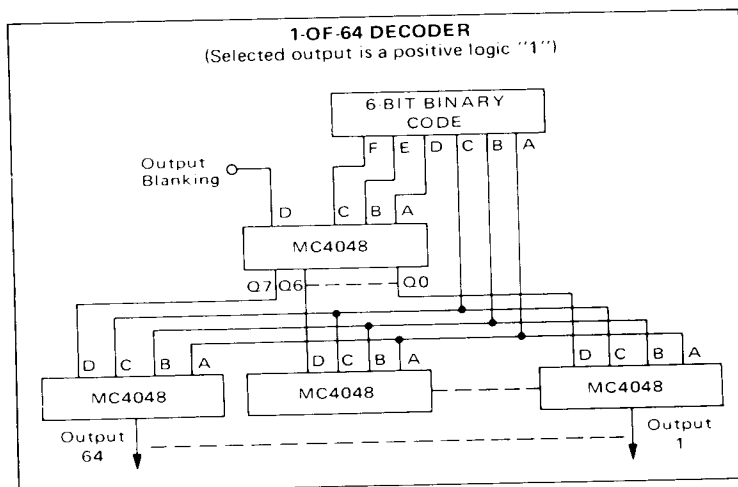 1-OF-64 DECODER
(Selected output is a positive logic "1")
6-BIT BINARY
CODE
F E D C B A
Output
Blanking
D C B A
MC4048
Q7 Q6 Q0
D C B A
D C B A
D C B A
MC4048
MC4048
MC4048
Output
64
Output
1